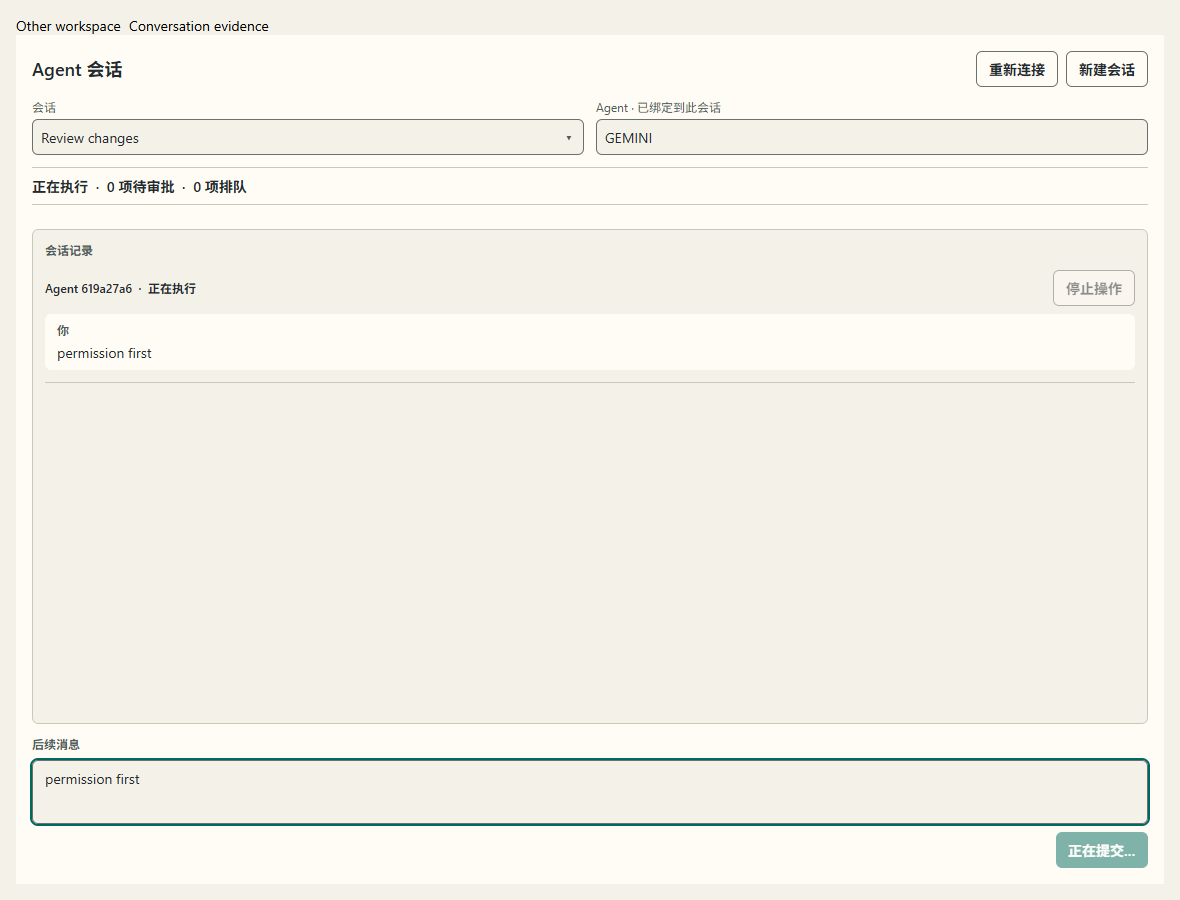 Other workspace Conversation evidence
Agent 会话
重新连接
新建会话
会话
Agent · 已绑定到此会话
Review changes
GEMINI
正在执行 · 0 项待审批 · 0 项排队
会话记录
Agent 619a27a6 · 正在执行
停止操作
你
permission first
后续消息
permission first
正在提交...